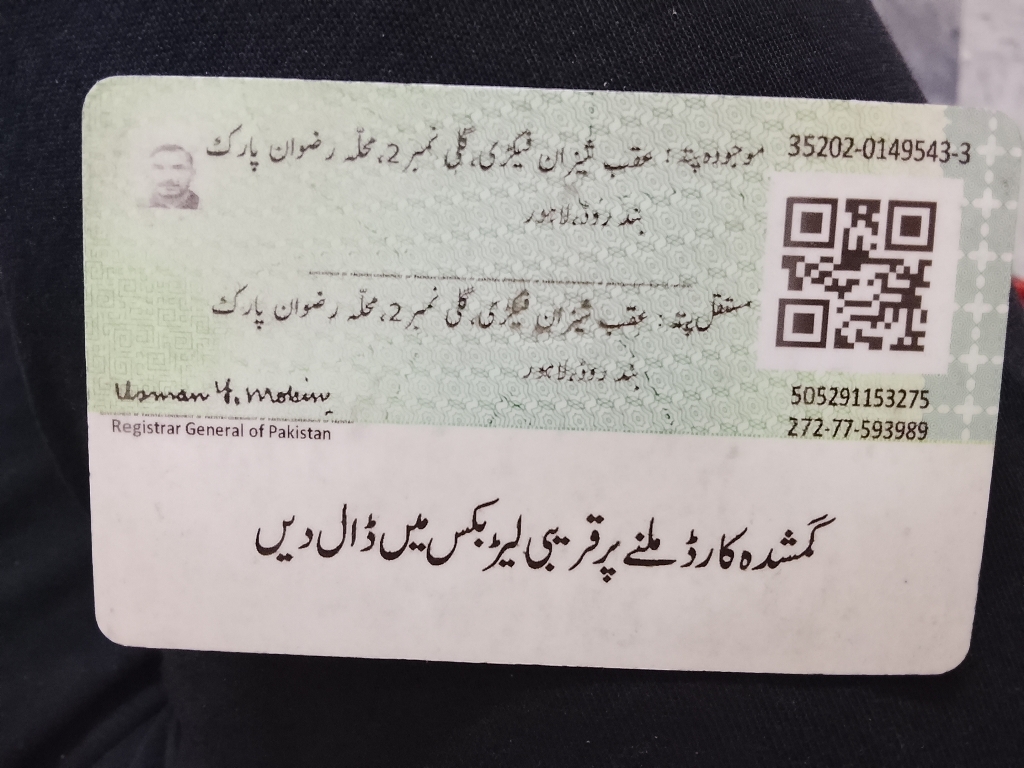 35202-0149543-3
موجودہ پتہ: عقب شیزان فیکڑی، گلی نمبر 2، محلہ رضوان پارک
بند روڈ، لاہور
مستقل پتہ: عقب شیزان فیکڑی، گلی نمبر 2، محلہ رضوان پارک
بند روڈ، لاہور
505291153275
272-77-593989
Usman Y. Mobin
Registrar General of Pakistan
گمشدہ کارڈ ملنے پر قریبی لیٹر بکس میں ڈال دیں